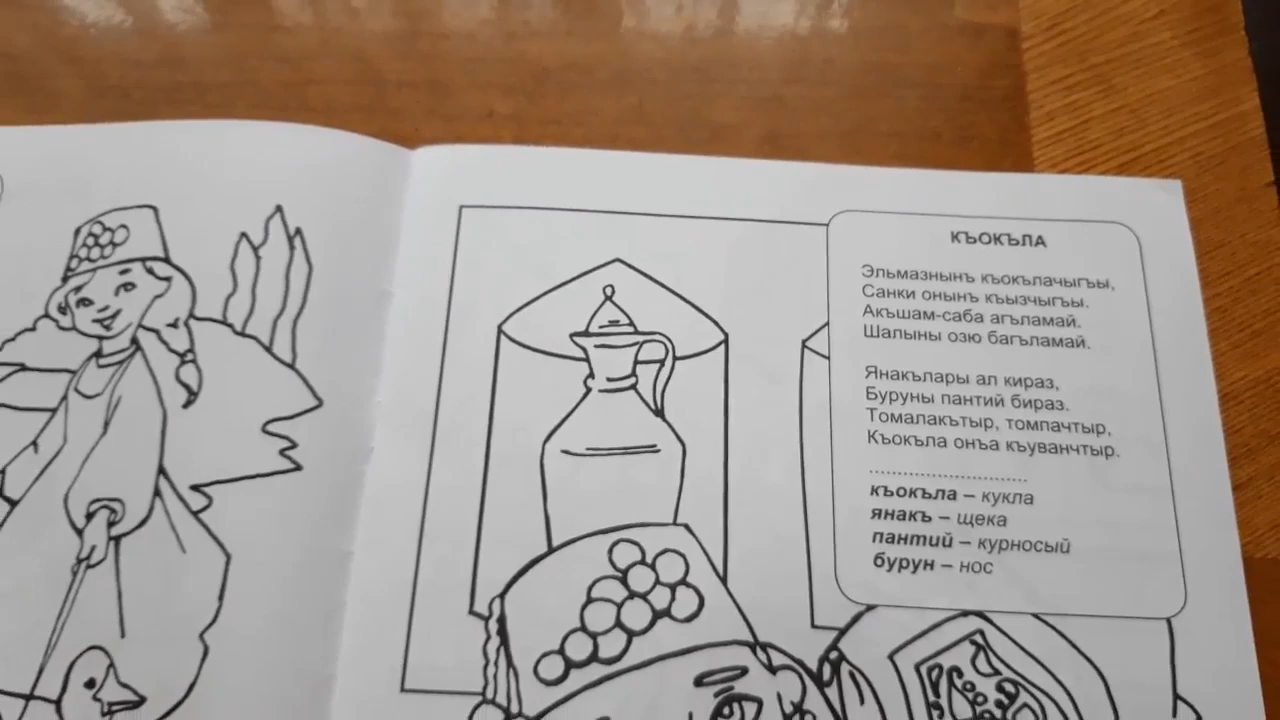 КЪОКЪЛА
Эльмазнынъ къокълачыгъы,
Санки онынъ къызчыгъы.
Акъшам-саба агъламай.
Шалыны озю багъламай.
Янакълары ал кираз,
Буруны пантий бираз.
Томалакътыр, томпачтыр,
Къокъла онъа къуванчтыр.
................................
къокъла – кукла
янакъ – щека
пантий – курносый
бурун – нос